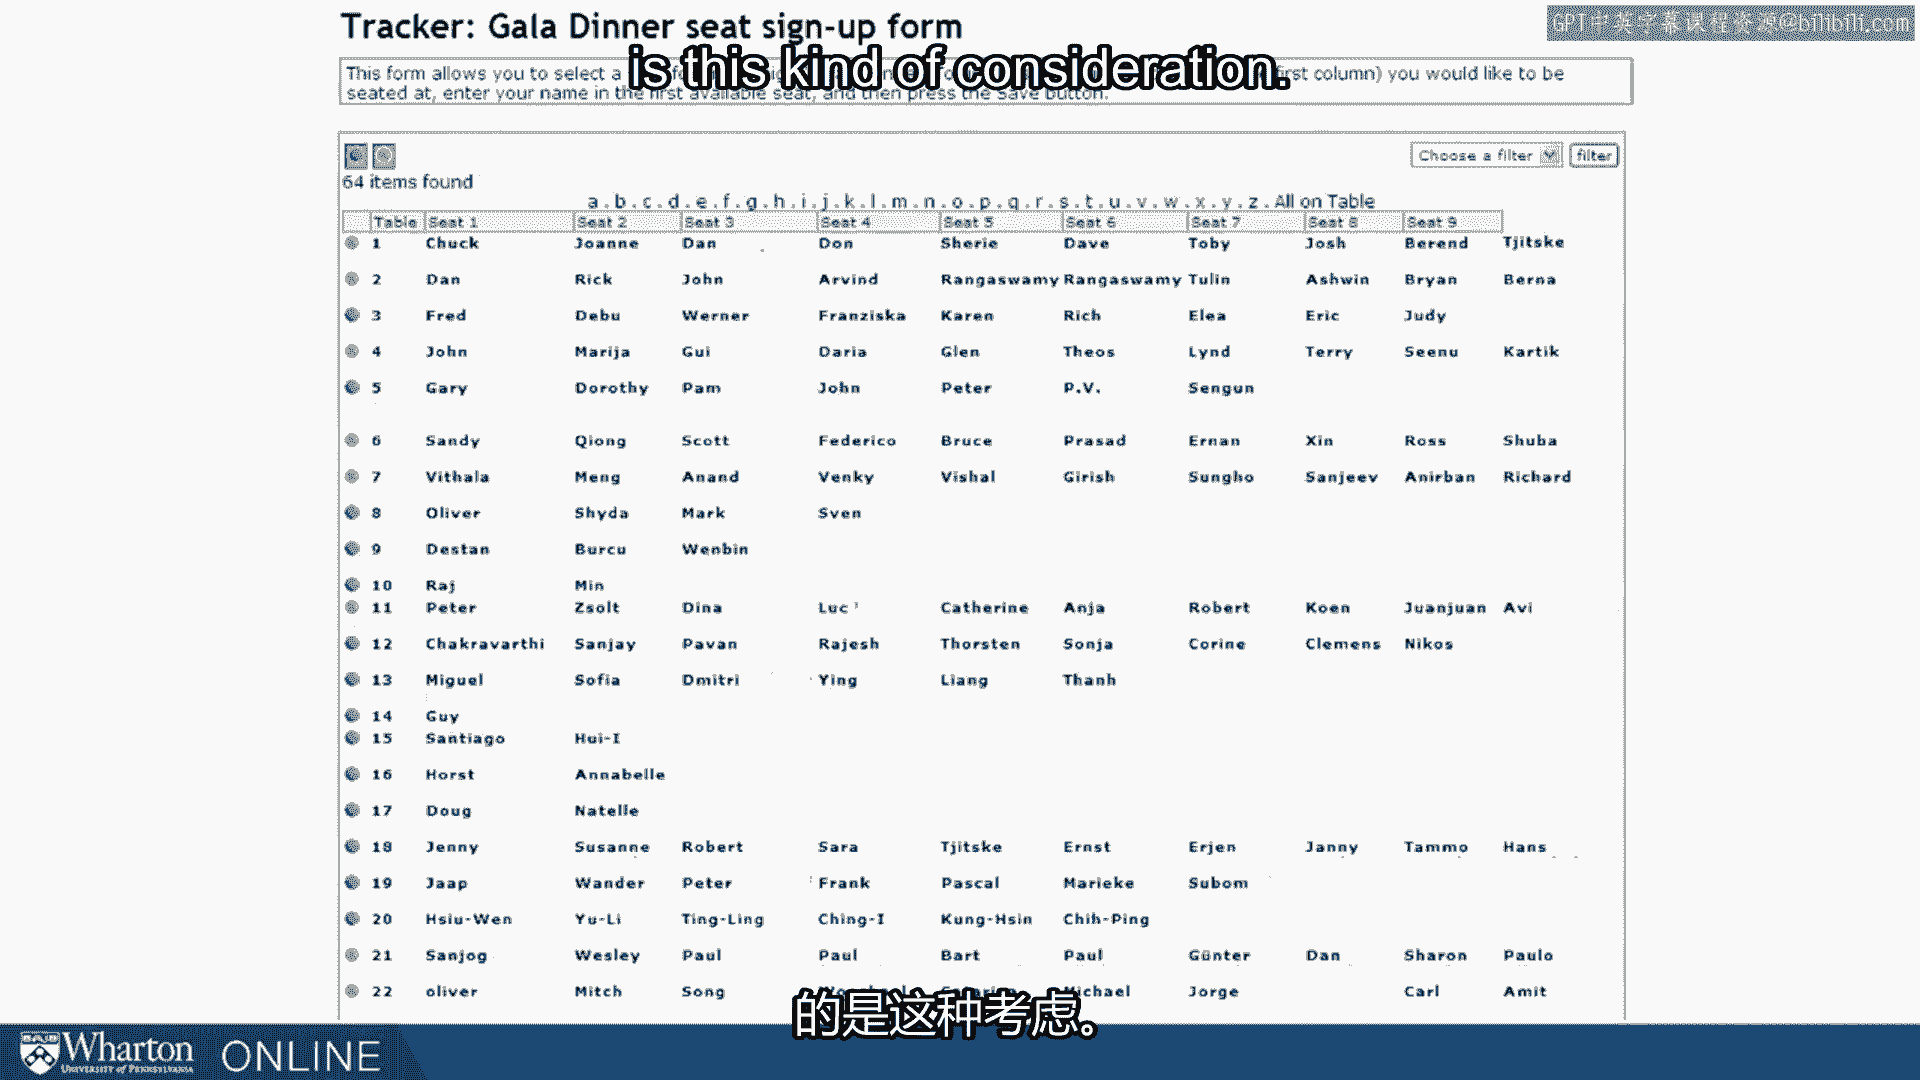 Tracker: Gala Dinner seat sign-up form
GPT中英字幕课程资源@bilibili.com
is this kind of consideration.
This form allows you to select a first column) you would like to be
seated at, enter your name in the first available seat, and then press the Save button.
Choose a filter filter
64 items found
a.b.c.d.e.f.g.h.i.j.k.l.m.n.o.p.q.r.s.t.u.v.w.x.y.z.All on Table
Table Seat 1 Seat 2 Seat 3 Seat 4 Seat 5 Seat 6 Seat 7 Seat 8 Seat 9
1 Chuck Joanne Dan Don Sherie Dave Toby Josh Berend Tjitske
2 Dan Rick John Arvind Rangaswamy Rangaswamy Tulin Ashwin Bryan Berna
3 Fred Debu Werner Franziska Karen Rich Elea Eric Judy
4 John Marija Gui Daria Glen Theos Lynd Terry Seenu Kartik
5 Gary Dorothy Pam John Peter P.V. Sengun
6 Sandy Qiong Scott Federico Bruce Prasad Ernan Xin Ross Shuba
7 Vithala Meng Anand Venky Vishal Girish Sungho Sanjeev Anirban Richard
8 Oliver Shyda Mark Sven
9 Destan Burcu Wenbin
10 Raj Min
11 Peter Zsolt Dina Luc Catherine Anja Robert Koen Juanjuan Avi
12 Chakravarthi Sanjay Pavan Rajesh Thorsten Sonja Corine Clemens Nikos
13 Miguel Sofia Dmitri Ying Liang Thanh
14 Guy
15 Santiago Hui-I
16 Horst Annabelle
17 Doug Natelle
18 Jenny Susanne Robert Sara Tjitske Ernst Erjen Janny Tammo Hans
19 Jaap Wander Peter Frank Pascal Marieke Subom
20 Hsiu-Wen Yu-Li Ting-Ling Ching-I Kung-Hsin Chih-Ping
21 Sanjog Wesley Paul Paul Bart Paul Günter Dan Sharon Paulo
22 oliver Mitch Song Michael Jorge Carl Amit
的是这种考虑。
Wharton ONLINE
UNIVERSITY of PENNSYLVANIA